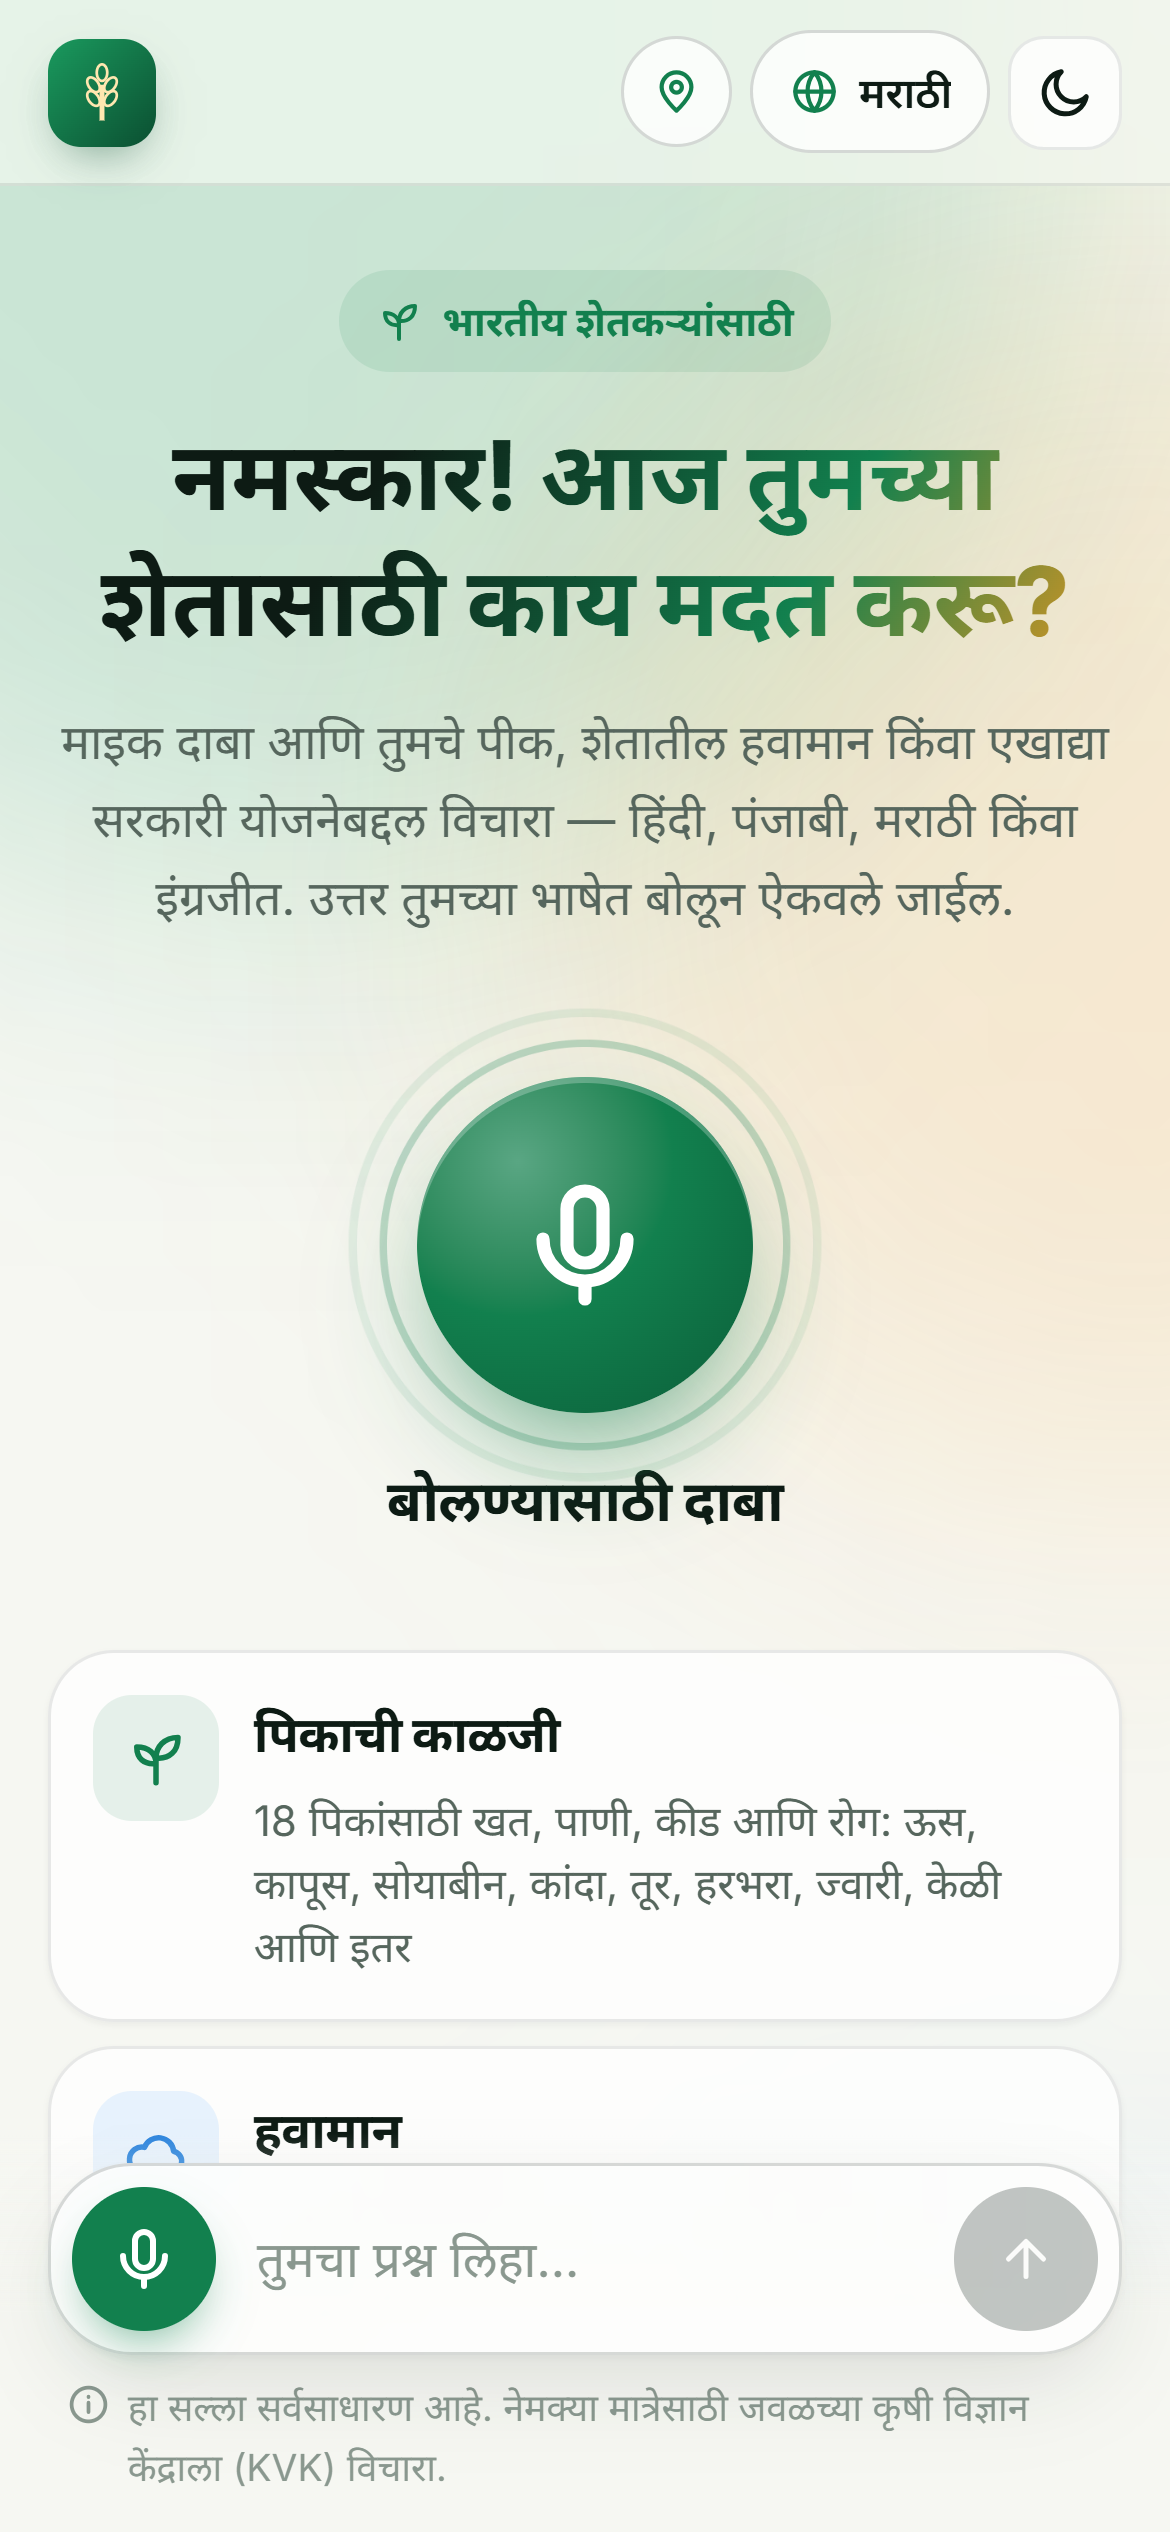 मराठी
भारतीय शेतकऱ्यांसाठी
नमस्कार! आज तुमच्या
शेतासाठी काय मदत करू?
माइक दाबा आणि तुमचे पीक, शेतातील हवामान किंवा एखाद्या
सरकारी योजनेबद्दल विचारा — हिंदी, पंजाबी, मराठी किंवा
इंग्रजीत. उत्तर तुमच्या भाषेत बोलून ऐकवले जाईल.
बोलण्यासाठी दाबा
पिकाची काळजी
18 पिकांसाठी खत, पाणी, कीड आणि रोग: ऊस,
कापूस, सोयाबीन, कांदा, तूर, हरभरा, ज्वारी, केळी
आणि इतर
हवामान
तुमचा प्रश्न लिहा...
हा सल्ला सर्वसाधारण आहे. नेमक्या मात्रेसाठी जवळच्या कृषी विज्ञान
केंद्राला (KVK) विचारा.